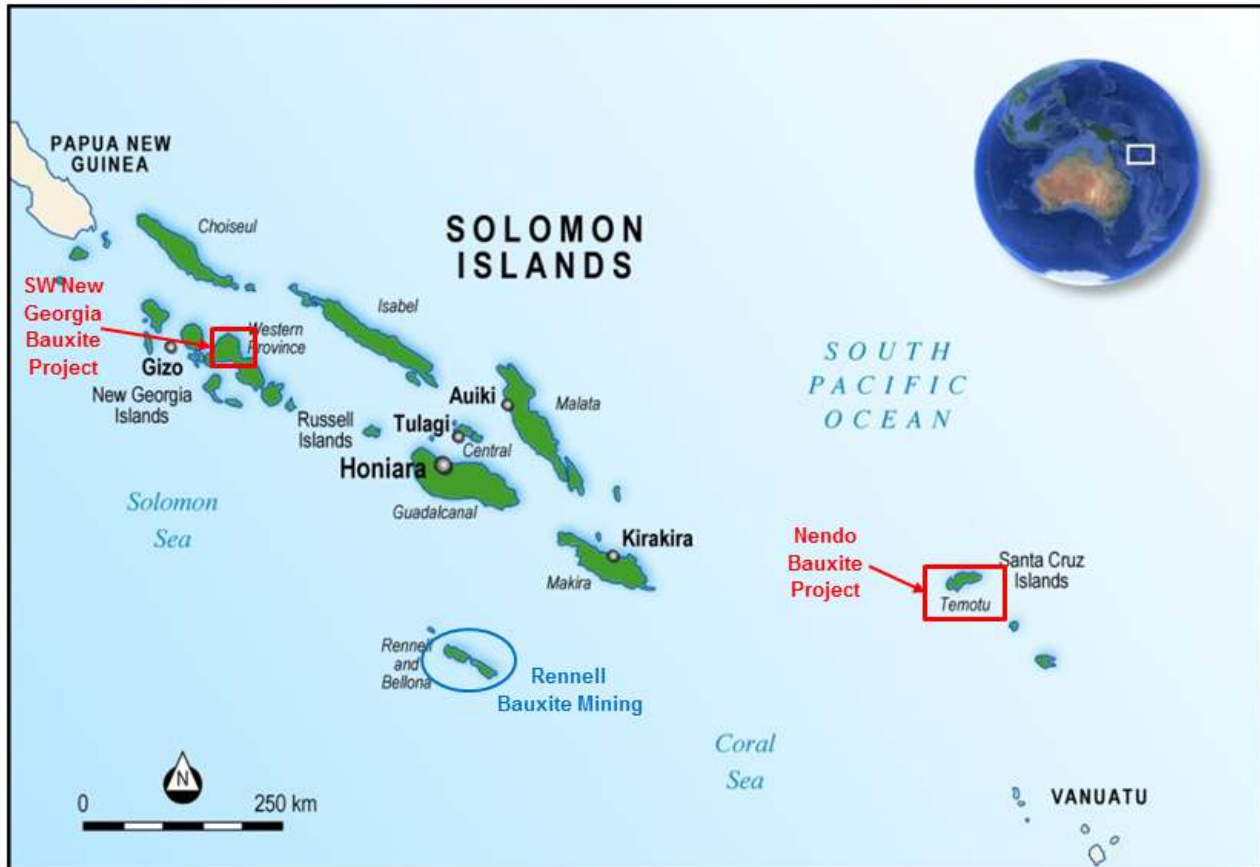 PAPUA NEW
GUINEA
Choiseul
SOLOMON
ISLANDS
SW New
Georgia
Bauxite
Project
Western
Province
Isabel
Gizo
New Georgia
Islands
Russell
Islands
Auiki
Malata
Tulagi
Central
Honiara
Guadalcanal
SOUTH
PACIFIC
OCEAN
Solomon
Sea
Kirakira
Makira
Nendo
Bauxite
Project
Santa Cruz
Islands
Temotu
Rennell
and
Bellona
Rennell
Bauxite Mining
Coral
Sea
N
0 250 km
VANUATU